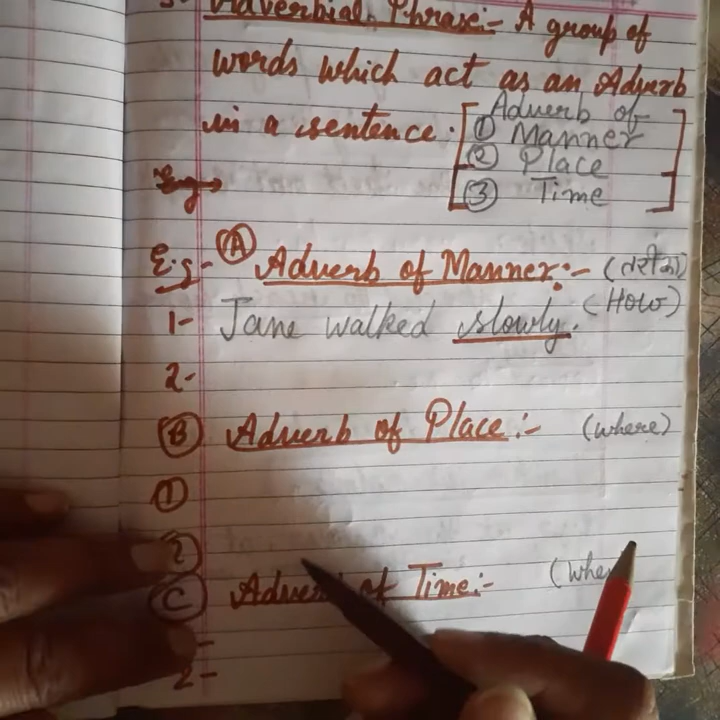 3- Adverbial Phrase:- A group of
words which act as an Adverb
in a sentence. Adverb of
① Manner
② Place
③ Time
E.g- Ⓐ Adverb of Manner:- (तरीका)
1- Jane walked slowly. (How)
2-
Ⓑ Adverb of Place:- (where)
①
②
Ⓒ Adverb of Time:-
2-